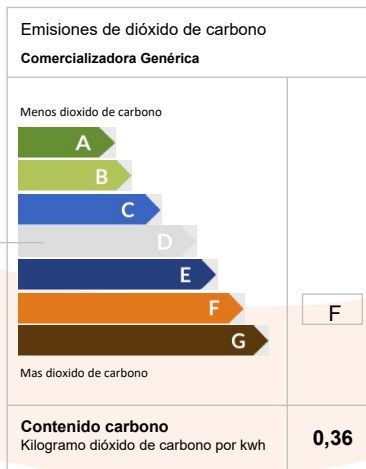 Emisiones de dióxido de carbono
Comercializadora Genérica
Menos dioxido de carbono
A
B
C
D
E
F
F
G
Mas dioxido de carbono
Contenido carbono
Kilogramo dióxido de carbono por kwh
0,36